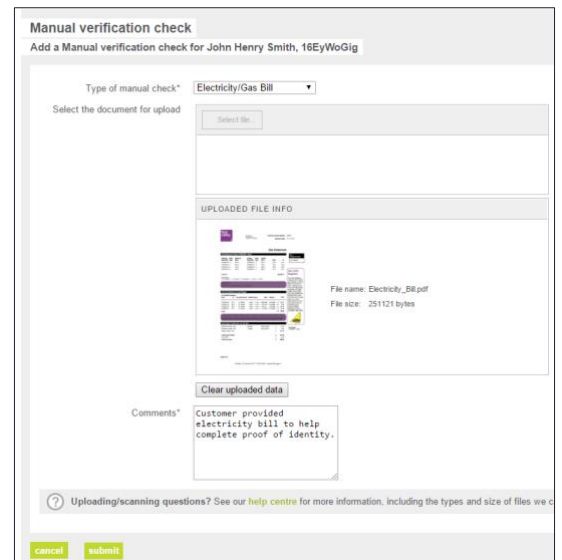 Manual verification check
Add a Manual verification check for John Henry Smith, 16EyWoGig
Type of manual check* Electricity/Gas Bill
Select the document for upload
Select file...
UPLOADED FILE INFO
File name: Electricity_Bill.pdf
File size: 251121 bytes
Clear uploaded data
Comments* Customer provided
electricity bill to help
complete proof of identity.
? Uploading/scanning questions? See our help centre for more information, including the types and size of files we c
cancel submit